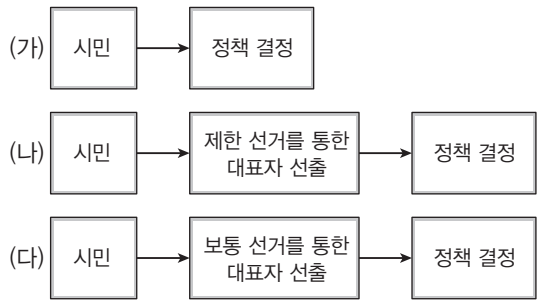 (가) 시민 정책 결정
(나) 시민 제한 선거를 통한 대표자 선출 정책 결정
(다) 시민 보통 선거를 통한 대표자 선출 정책 결정